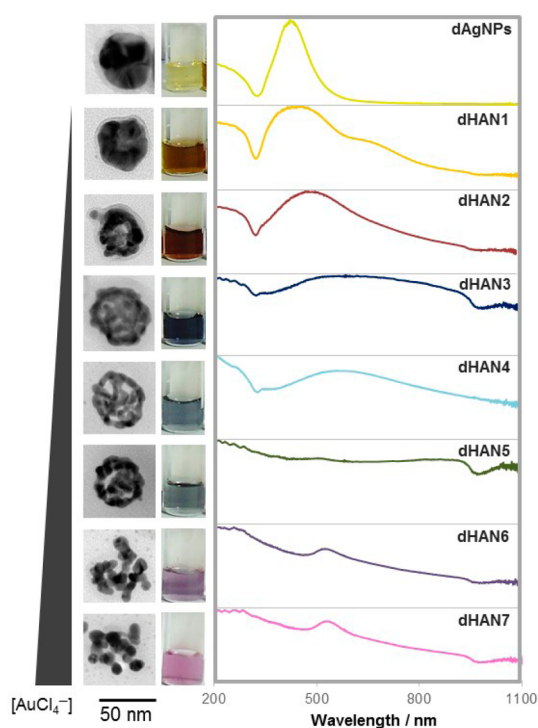 dAgNPs
dHAN1
dHAN2
dHAN3
dHAN4
dHAN5
dHAN6
dHAN7
[AuCl₄⁻]
50 nm
200 500 800 1100
Wavelength / nm